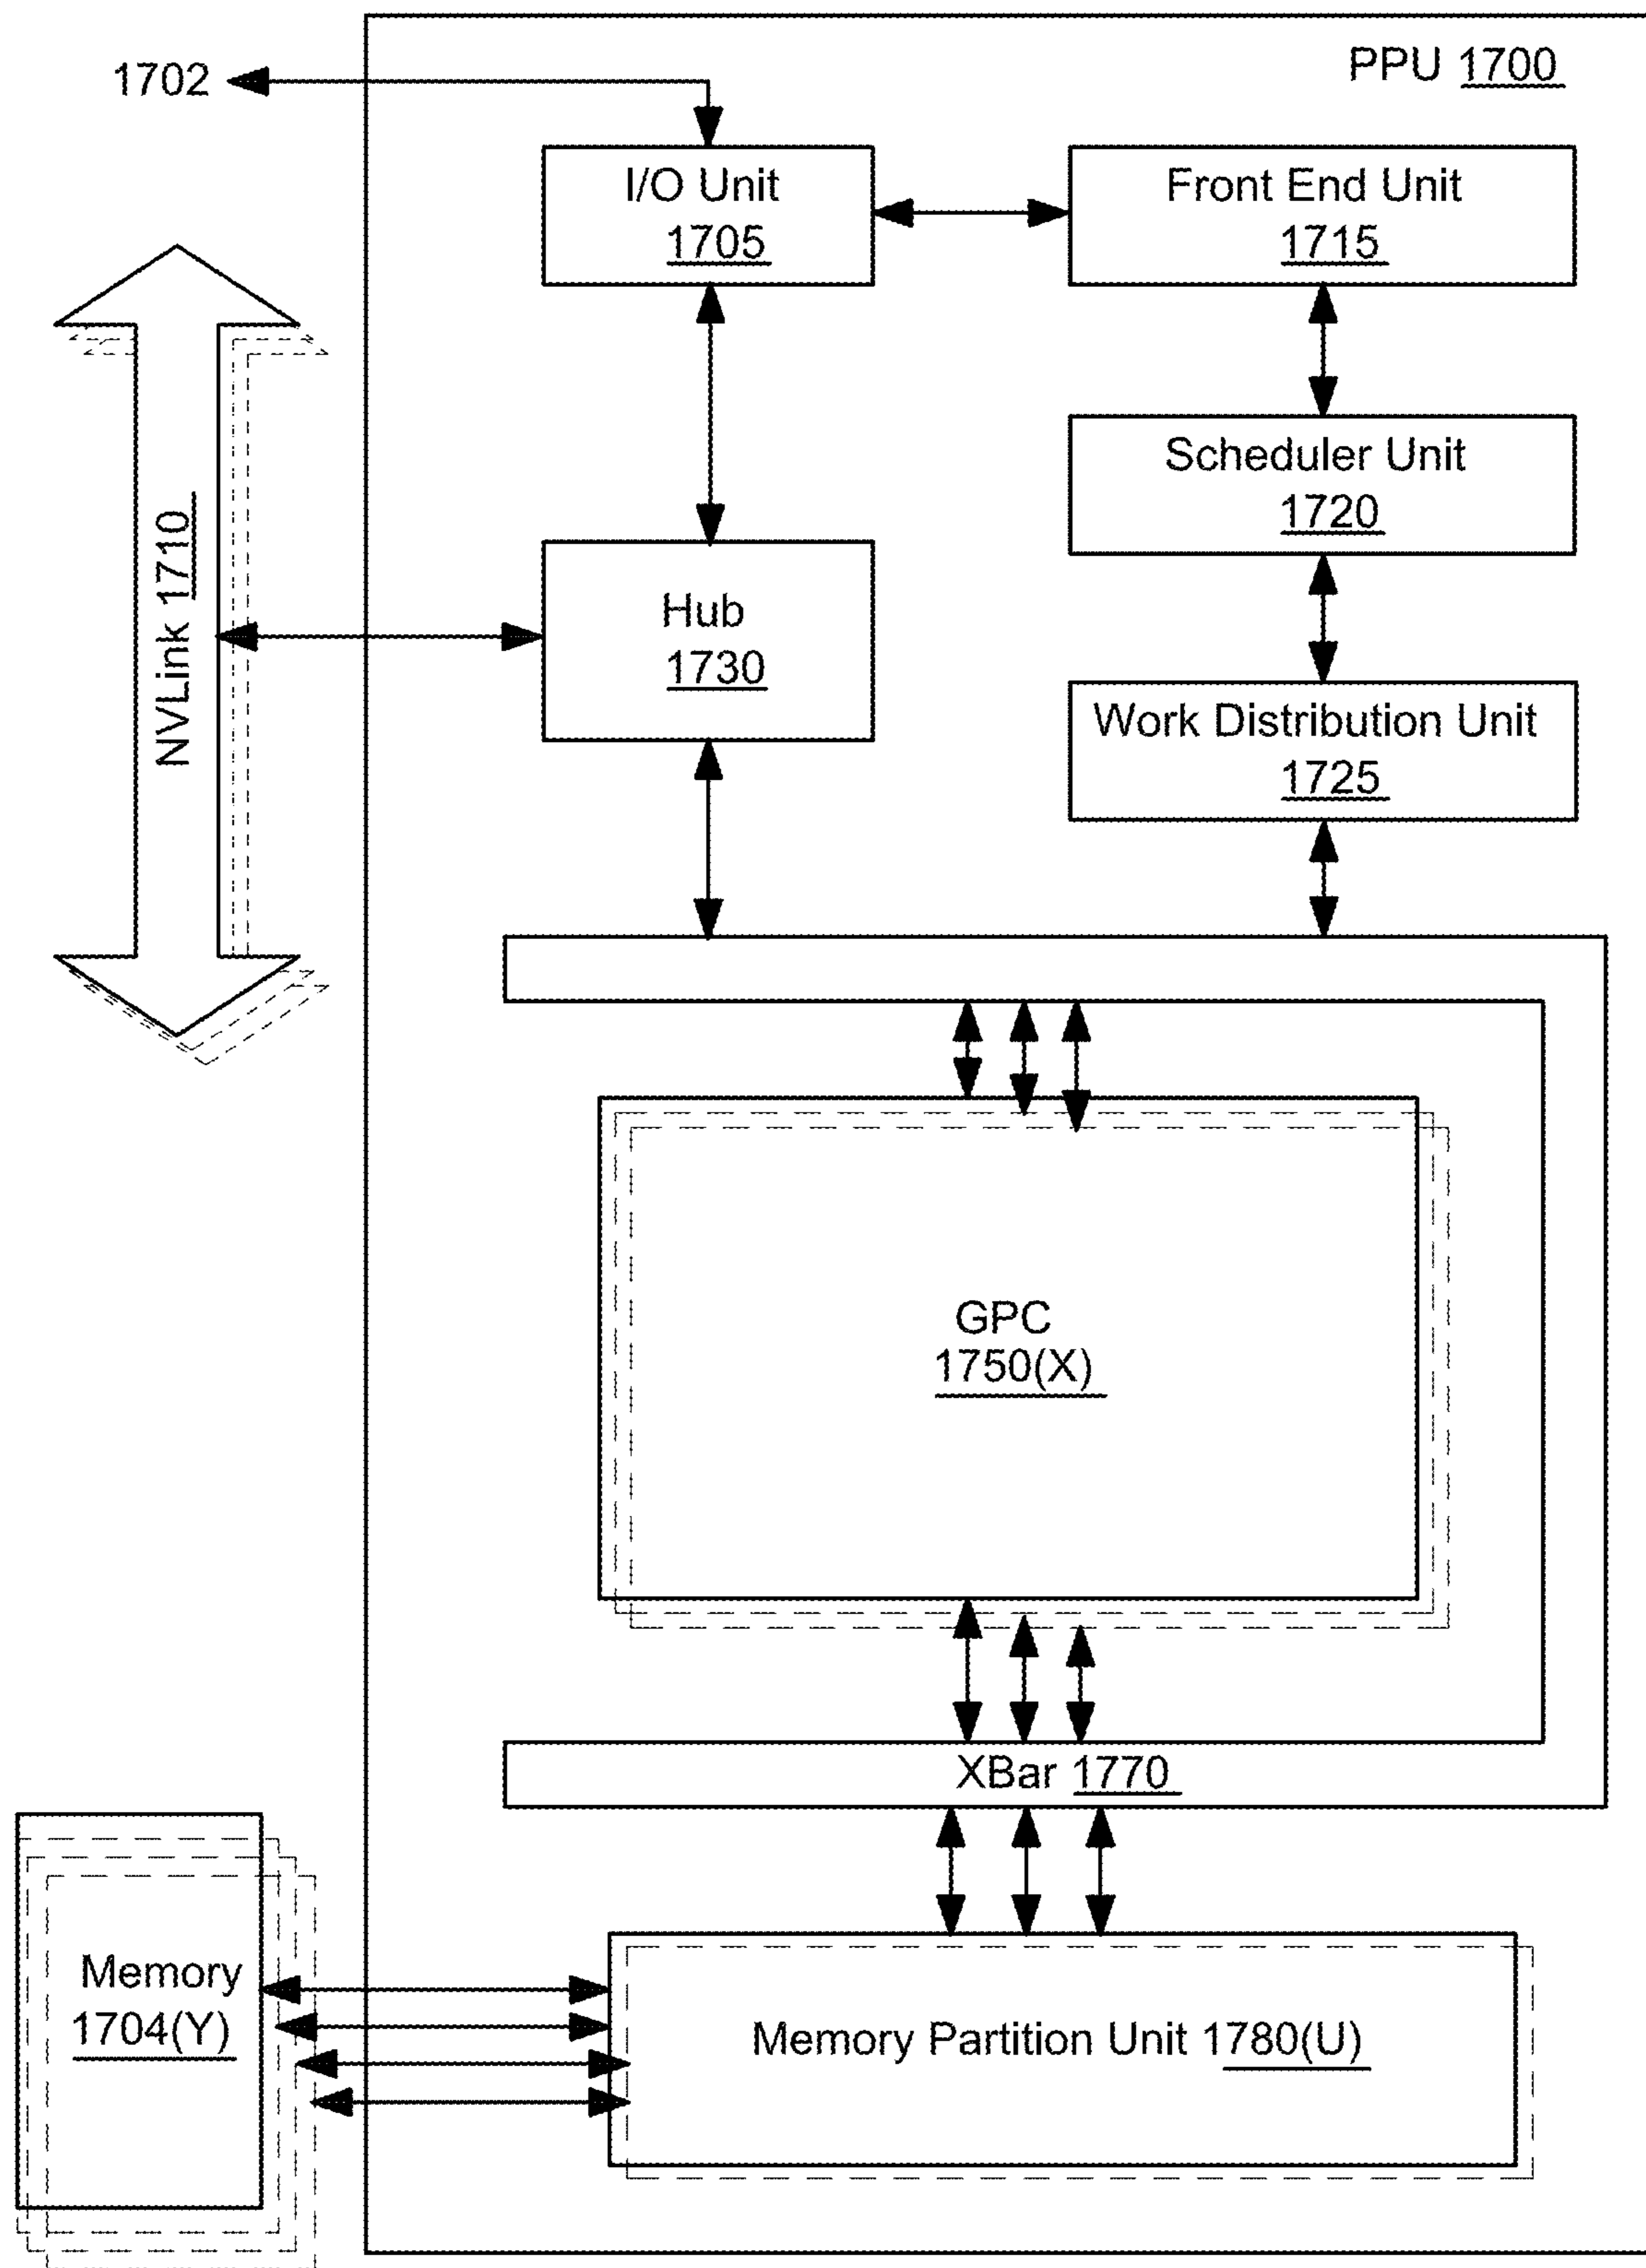 PPU 1700
1702
I/O Unit
1705
Front End Unit
1715
Scheduler Unit
1720
NVLink 1710
Hub
1730
Work Distribution Unit
1725
GPC
1750(X)
XBar 1770
Memory
1704(Y)
Memory Partition Unit 1780(U)